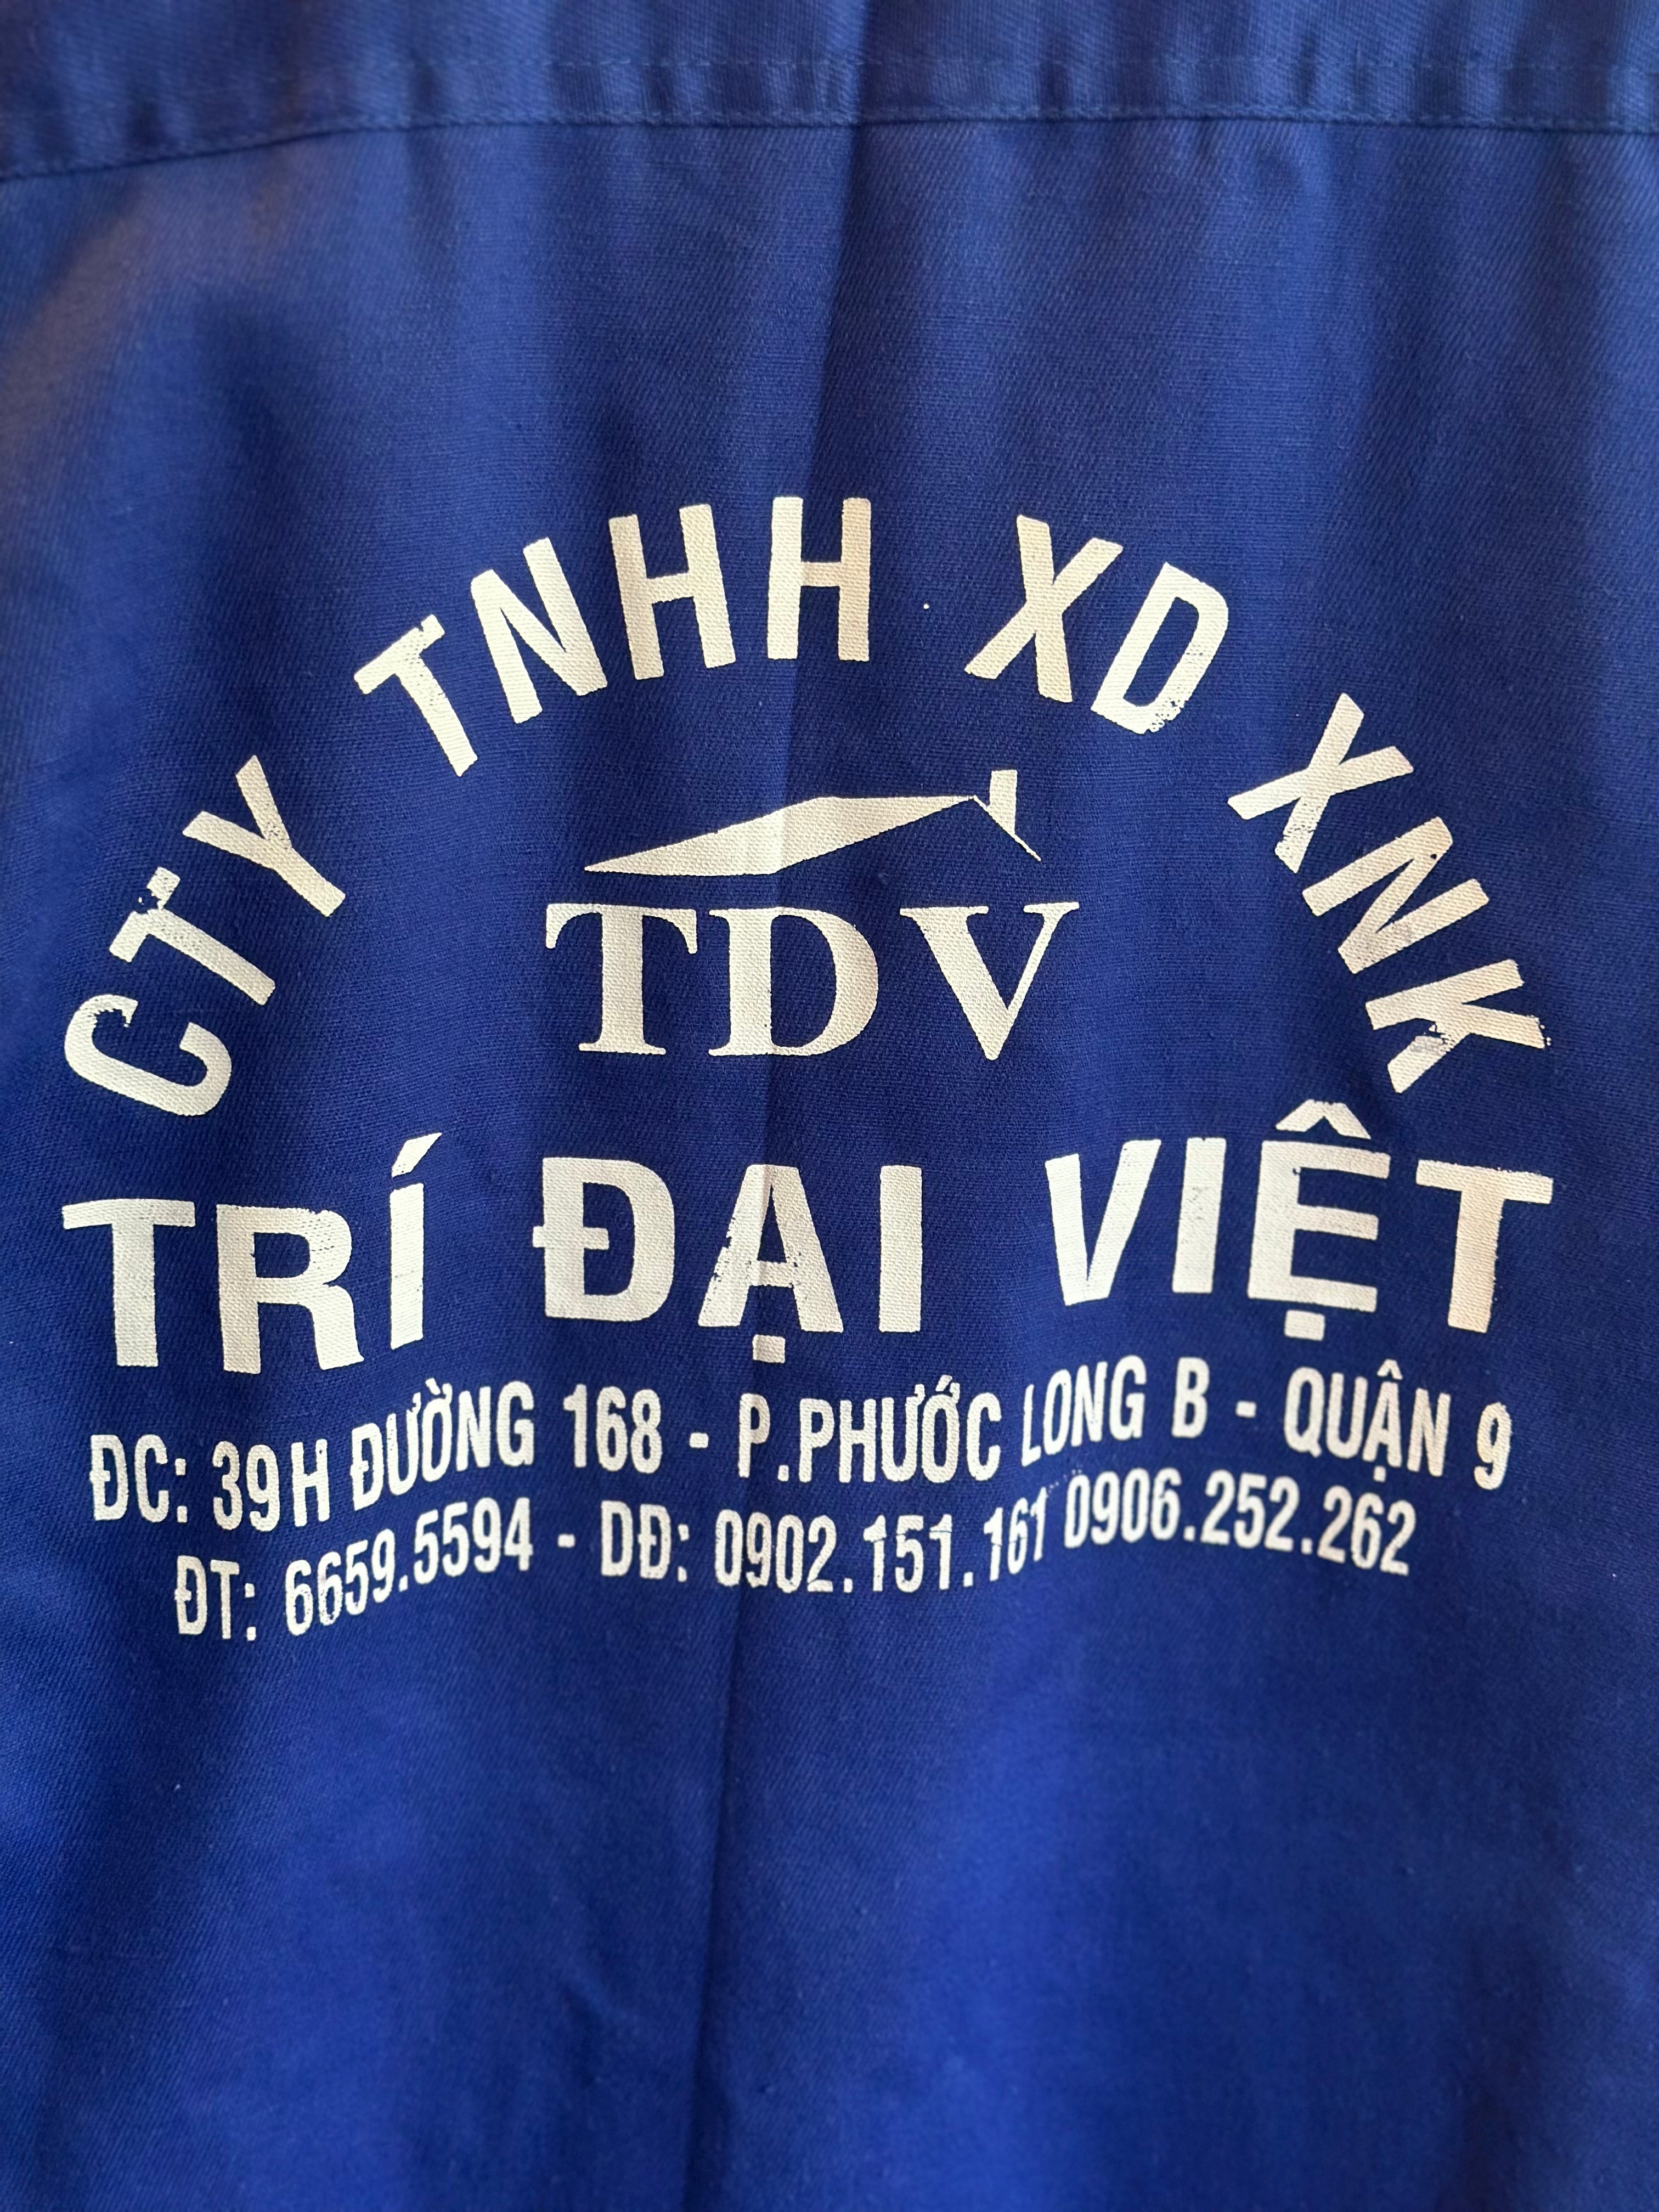 CTY TNHH XD XNK
TDV
TRÍ ĐẠI VIỆT
ĐC: 39H ĐƯỜNG 168 - P.PHƯỚC LONG B - QUẬN 9
ĐT: 6659.5594 - DĐ: 0902.151.161 0906.252.262